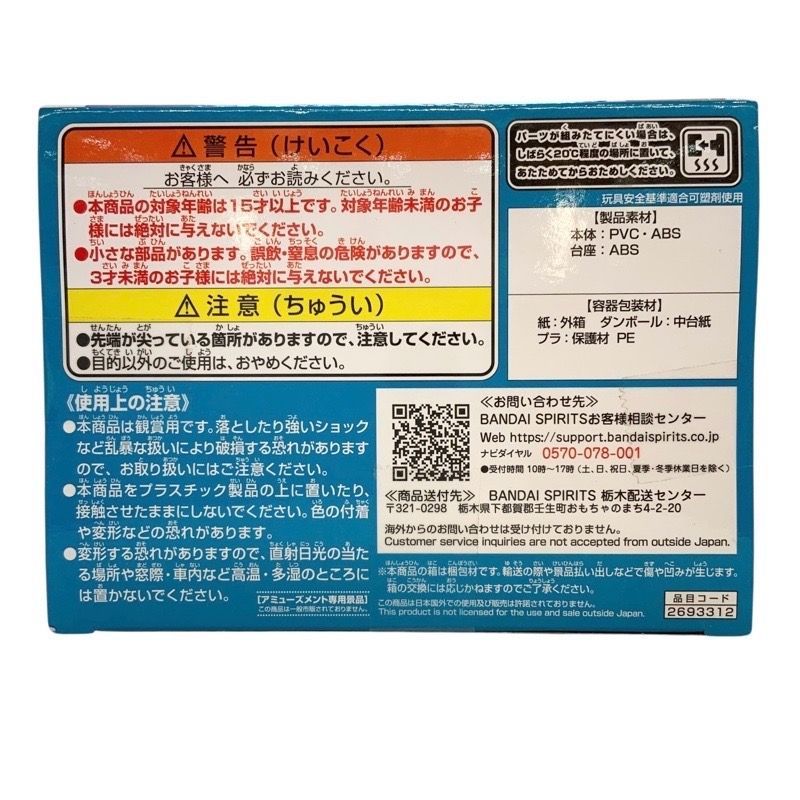 ⚠警告（けいこく）
お客様へ 必ずお読みください。
●本商品の対象年齢は15才以上です。対象年齢未満のお子
様には絶対に与えないでください。
●小さな部品があります。誤飲・窒息の危険がありますので、
3才未満のお子様には絶対に与えないでください。
⚠注意（ちゅうい）
●先端が尖っている箇所がありますので、注意してください。
●目的以外のご使用は、おやめください。
《使用上の注意》
●本商品は観賞用です。落としたり強いショック
など乱暴な扱いにより破損する恐れがあります
ので、お取り扱いにはご注意ください。
●本商品をプラスチック製品の上に置いたり、
接触させたままにしないでください。色の付着
や変形などの恐れがあります。
●変形する恐れがありますので、直射日光の当た
る場所や窓際・車内など高温・多湿のところに
は置かないでください。
【アミューズメント専用景品】
この商品は一般市販されておりません。
パーツが組みたてにくい場合は、
しばらく20℃程度の場所に置いて、
あたためてからおためしください。
玩具安全基準適合可塑剤使用
【製品素材】
本体：PVC・ABS
台座：ABS
【容器包装材】
紙：外箱 ダンボール：中台紙
プラ：保護材 PE
≪お問い合わせ先≫
BANDAI SPIRITSお客様相談センター
Web https://support.bandaispirits.co.jp
ナビダイヤル 0570-078-001
●受付時間 10時～17時（土、日、祝日、夏季・冬季休業日を除く）
≪商品送付先≫ BANDAI SPIRITS 栃木配送センター
〒321-0298 栃木県下都賀郡壬生町おもちゃのまち4-2-20
海外からのお問い合わせは受け付けておりません。
Customer service inquiries are not accepted from outside Japan.
※本商品の箱は梱包材です。輸送の際や景品払い出しなどで傷や凹みが生じます。
箱の交換には応じかねますのでご了承ください。
この商品は日本国外での使用及び販売は許諾されておりません。
This product is not licensed for the use and sale outside Japan.
品目コード
2693312